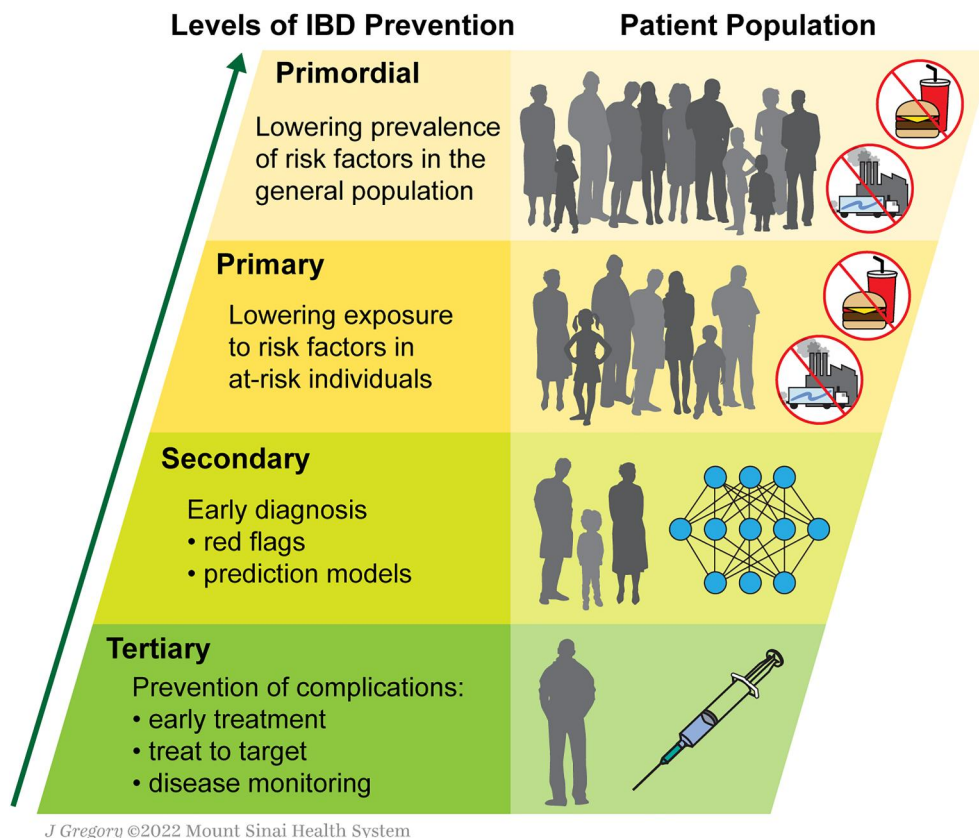 Levels of IBD Prevention
Patient Population
Primordial
Lowering prevalence
of risk factors in the
general population
Primary
Lowering exposure
to risk factors in
at-risk individuals
Secondary
Early diagnosis
• red flags
• prediction models
Tertiary
Prevention of complications:
• early treatment
• treat to target
• disease monitoring
J Gregory ©2022 Mount Sinai Health System